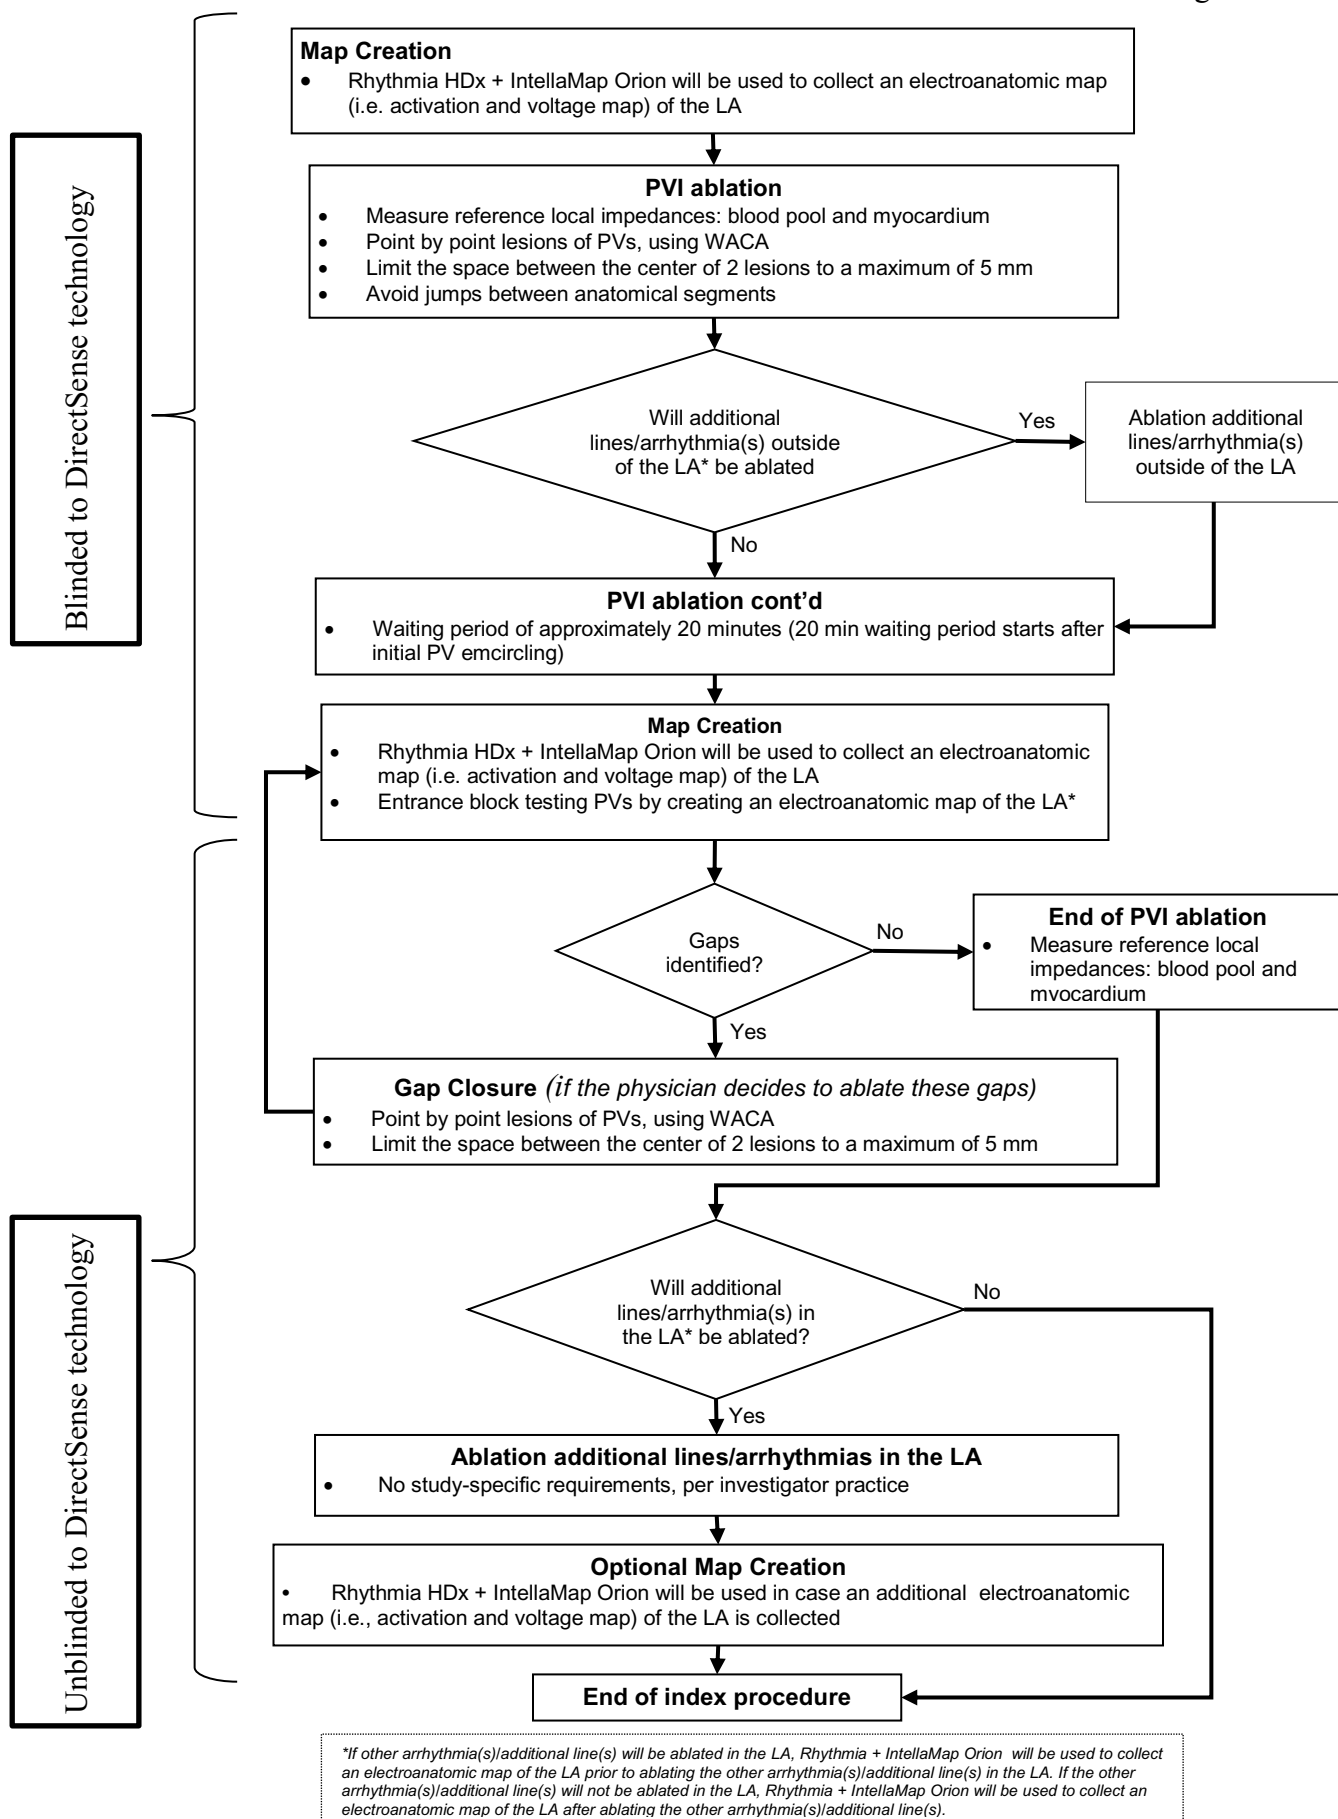 Map Creation
• Rhythmia HDx + IntellaMap Orion will be used to collect an electroanatomic map
(i.e. activation and voltage map) of the LA
Blinded to DirectSense technology
PVI ablation
• Measure reference local impedances: blood pool and myocardium
• Point by point lesions of PVs, using WACA
• Limit the space between the center of 2 lesions to a maximum of 5 mm
• Avoid jumps between anatomical segments
Will additional
lines/arrhythmia(s) outside
of the LA* be ablated
Yes
Ablation additional
lines/arrhythmia(s)
outside of the LA
No
PVI ablation cont’d
• Waiting period of approximately 20 minutes (20 min waiting period starts after
initial PV emcircling)
Map Creation
• Rhythmia HDx + IntellaMap Orion will be used to collect an electroanatomic
map (i.e. activation and voltage map) of the LA
• Entrance block testing PVs by creating an electroanatomic map of the LA*
Gaps
identified?
No
End of PVI ablation
• Measure reference local
impedances: blood pool and
myocardium
Yes
Gap Closure (if the physician decides to ablate these gaps)
• Point by point lesions of PVs, using WACA
• Limit the space between the center of 2 lesions to a maximum of 5 mm
Unblinded to DirectSense technology
Will additional
lines/arrhythmia(s) in
the LA* be ablated?
No
Yes
Ablation additional lines/arrhythmias in the LA
• No study-specific requirements, per investigator practice
Optional Map Creation
• Rhythmia HDx + IntellaMap Orion will be used in case an additional electroanatomic
map (i.e., activation and voltage map) of the LA is collected
End of index procedure
*If other arrhythmia(s)/additional line(s) will be ablated in the LA, Rhythmia + IntellaMap Orion will be used to collect
an electroanatomic map of the LA prior to ablating the other arrhythmia(s)/additional line(s) in the LA. If the other
arrhythmia(s)/additional line(s) will not be ablated in the LA, Rhythmia + IntellaMap Orion will be used to collect an
electroanatomic map of the LA after ablating the other arrhythmia(s)/additional line(s).